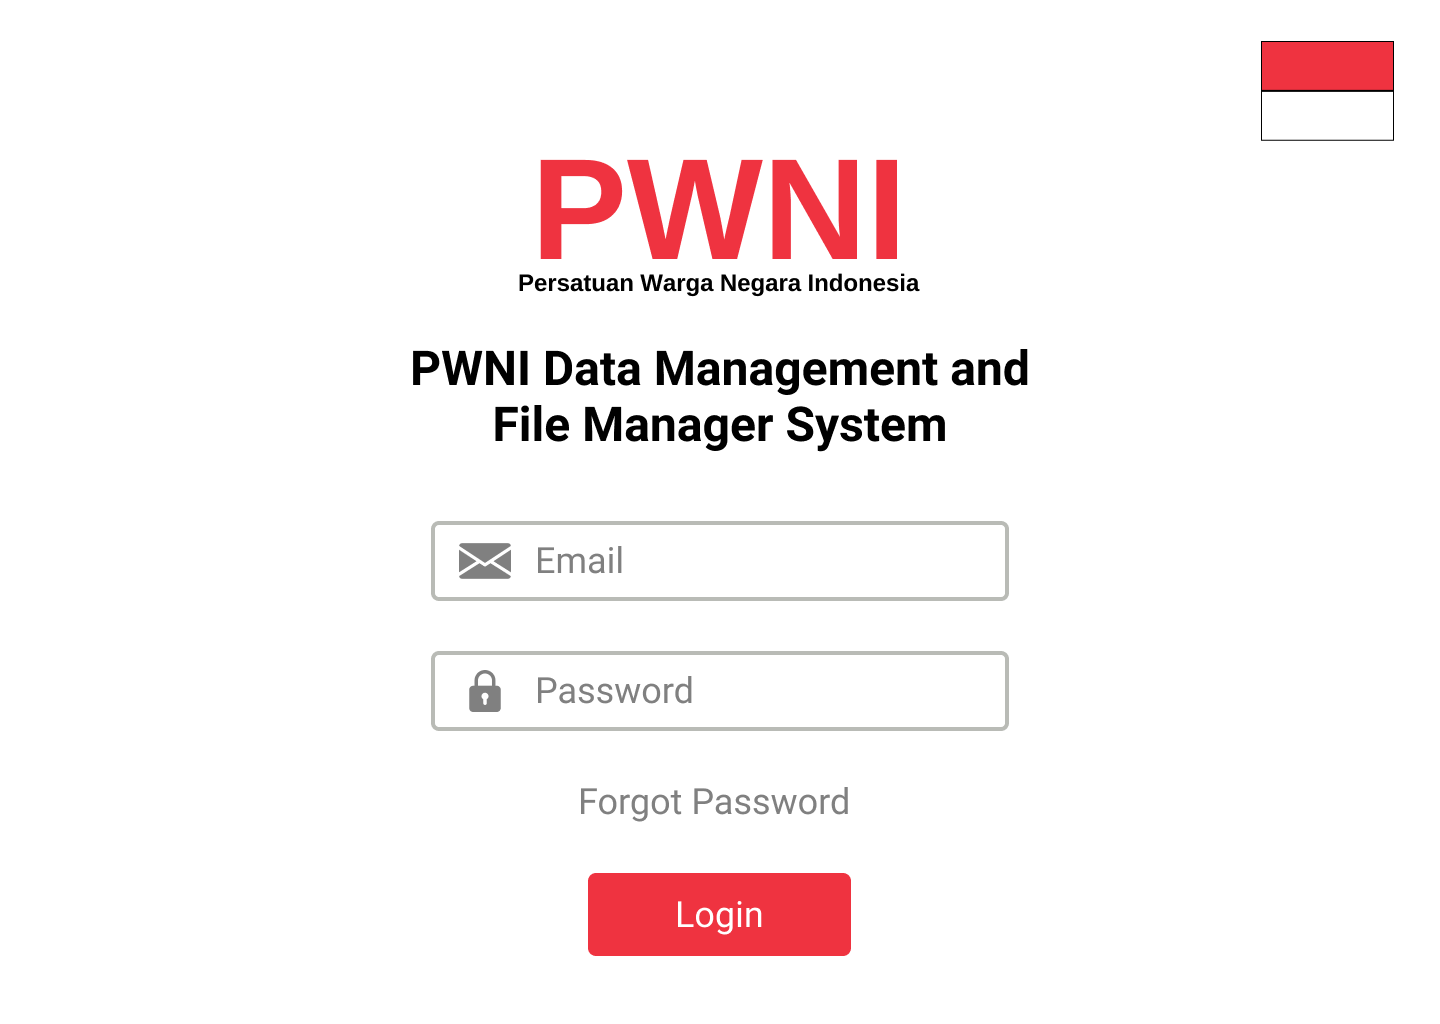 PWNI
Persatuan Warga Negara Indonesia
PWNI Data Management and
File Manager System
Email
Password
Forgot Password
Login